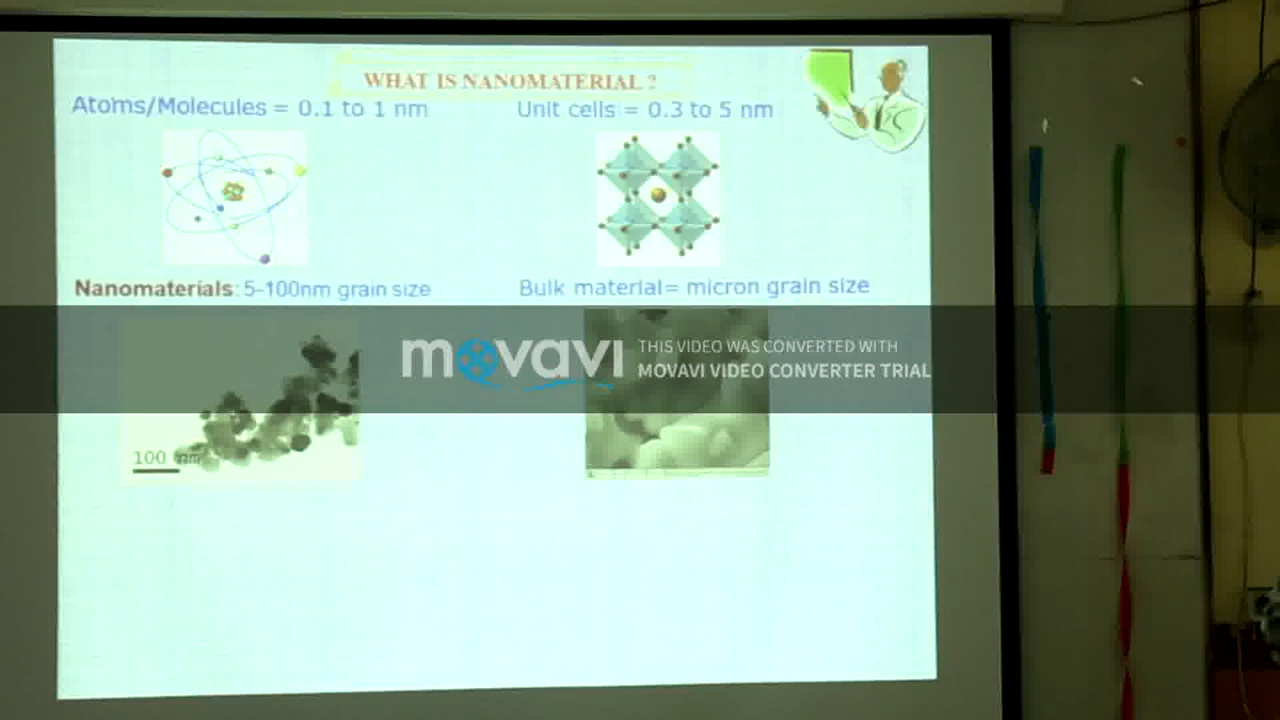 WHAT IS NANOMATERIAL ?
Atoms/Molecules = 0.1 to 1 nm
Unit cells = 0.3 to 5 nm
Nanomaterials: 5-100nm grain size
Bulk material= micron grain size
movavi
THIS VIDEO WAS CONVERTED WITH
MOVAVI VIDEO CONVERTER TRIAL
100 nm